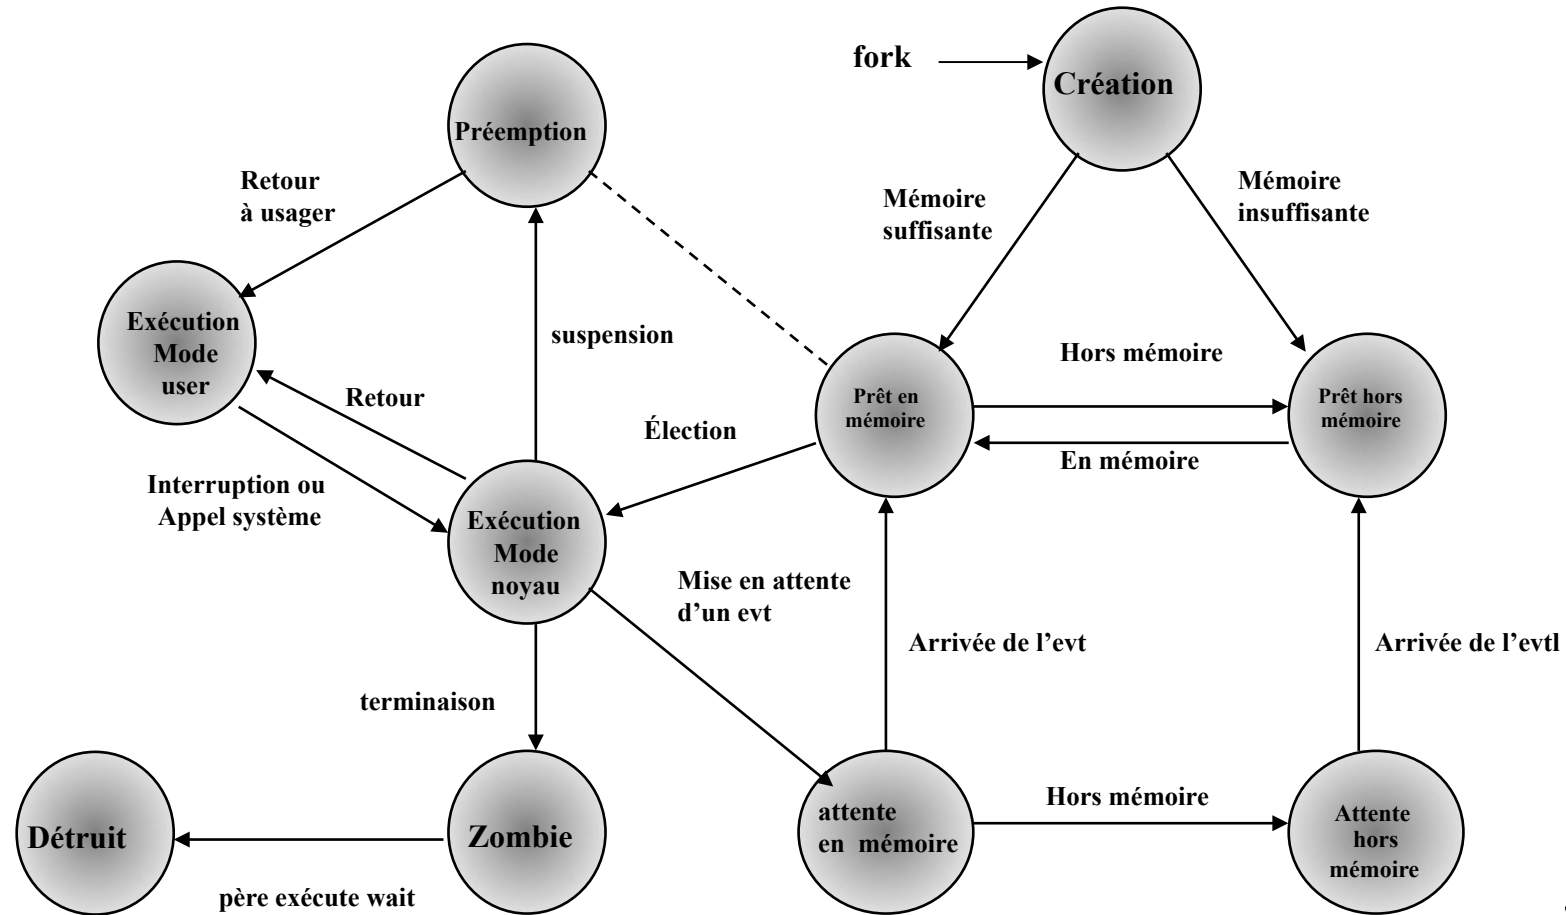 fork
Création
Préemption
Retour
à usager
Mémoire
suffisante
Mémoire
insuffisante
Exécution
Mode
user
suspension
Hors mémoire
Retour
Élection
Prêt en
mémoire
Prêt hors
mémoire
En mémoire
Interruption ou
Appel système
Exécution
Mode
noyau
Mise en attente
d’un evt
Arrivée de l’evt
Arrivée de l’evtl
terminaison
Détruit
Zombie
attente
en mémoire
Hors mémoire
Attente
hors
mémoire
père exécute wait